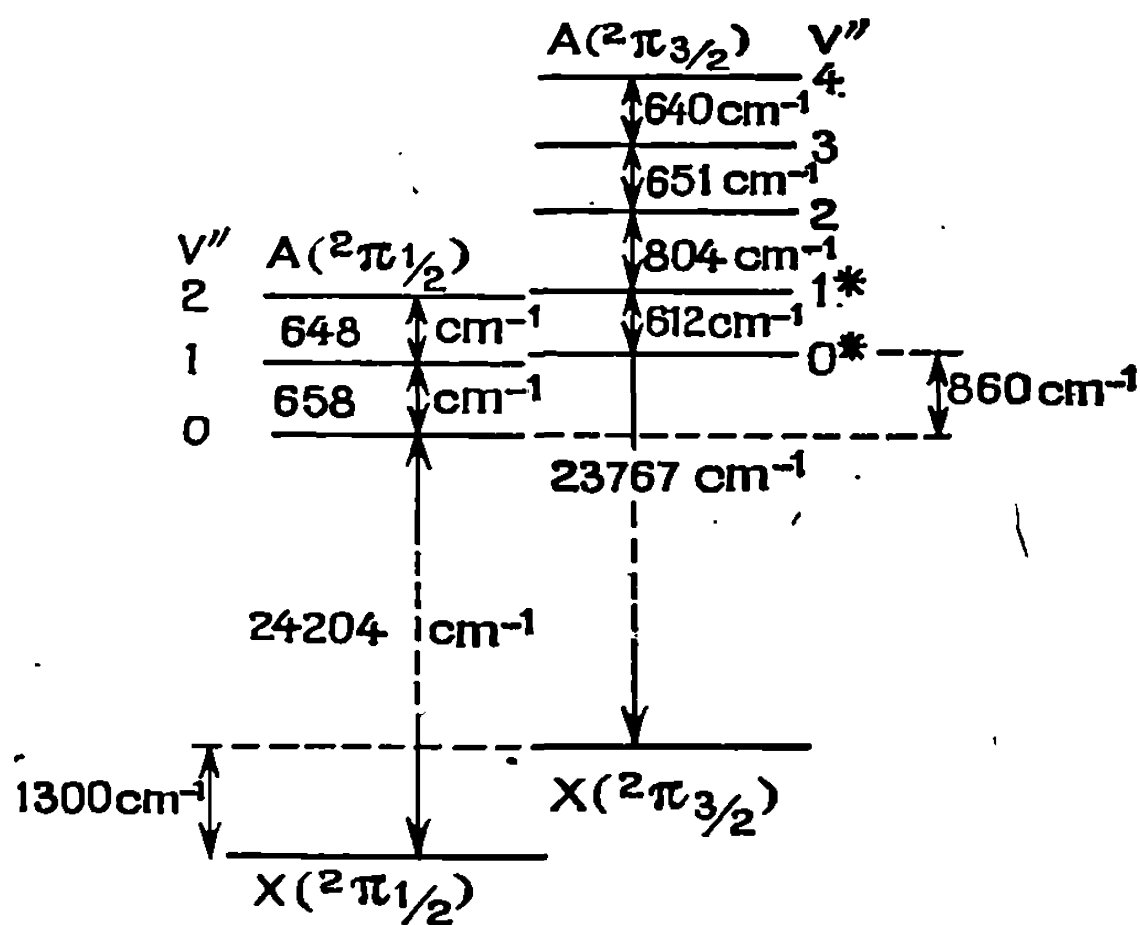 A(²π3/2) V″
4
640 cm⁻¹
3
651 cm⁻¹
2
804 cm⁻¹
1*
612 cm⁻¹
0*
860 cm⁻¹
23767 cm⁻¹
V″ A(²π1/2)
2
648 cm⁻¹
1
658 cm⁻¹
0
24204 cm⁻¹
1300 cm⁻¹
X(²π3/2)
X(²π1/2)